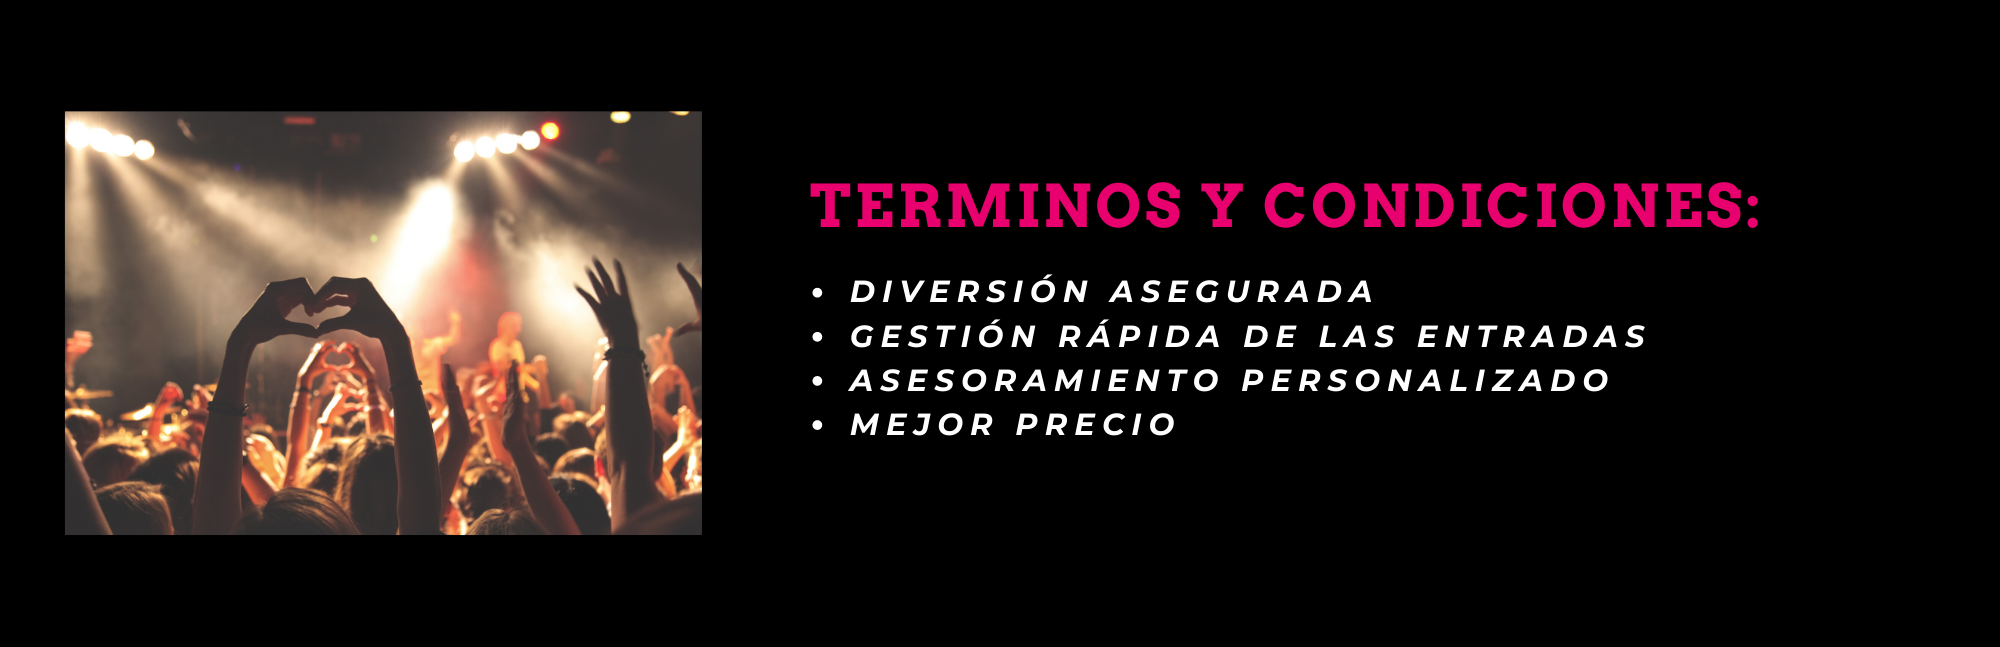 TERMINOS Y CONDICIONES:
• DIVERSIÓN ASEGURADA
• GESTIÓN RÁPIDA DE LAS ENTRADAS
• ASESORAMIENTO PERSONALIZADO
• MEJOR PRECIO